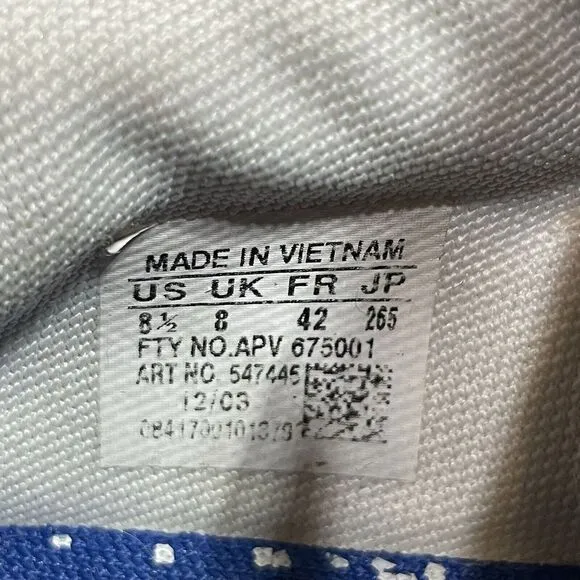 MADE IN VIETNAM
US UK FR JP
8½ 8 42 265
FTY NO.APV 675001
ART NO. 547445
12/03